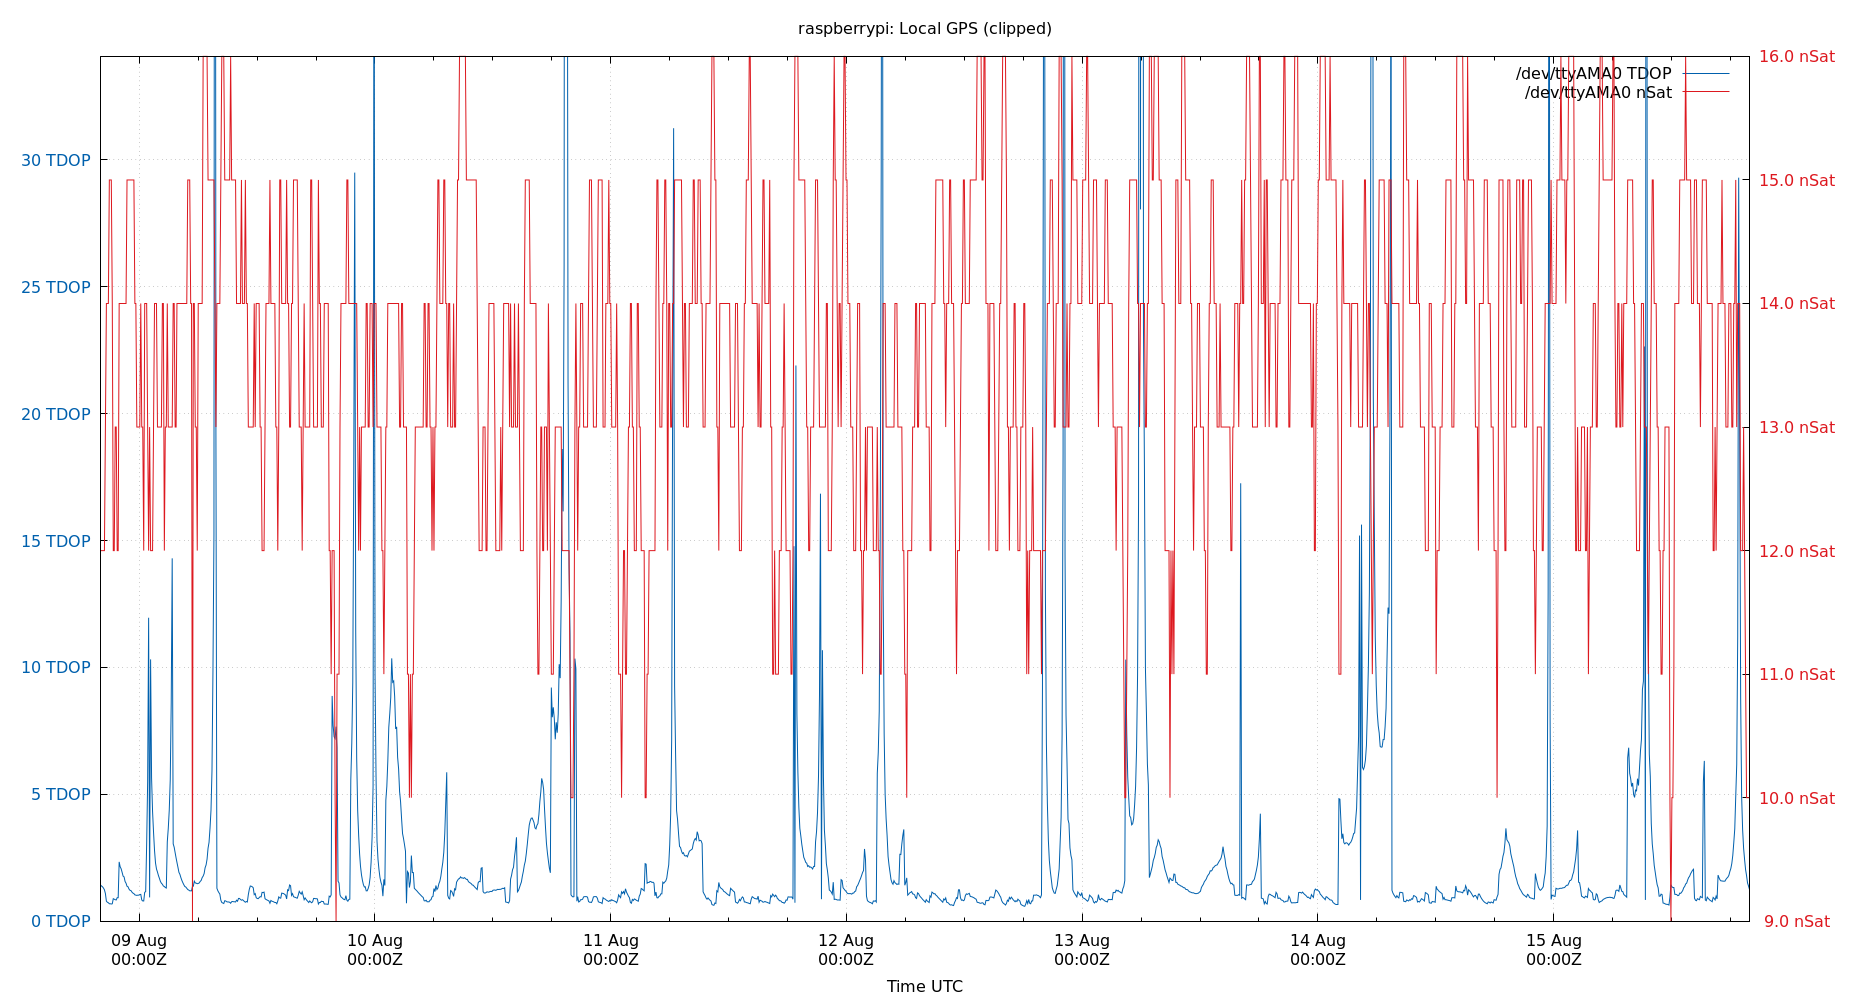 raspberrypi: Local GPS (clipped)
/dev/ttyAMA0 TDOP
/dev/ttyAMA0 nSat
30 TDOP
25 TDOP
20 TDOP
15 TDOP
10 TDOP
5 TDOP
0 TDOP
16.0 nSat
15.0 nSat
14.0 nSat
13.0 nSat
12.0 nSat
11.0 nSat
10.0 nSat
9.0 nSat
09 Aug
00:00Z
10 Aug
00:00Z
11 Aug
00:00Z
12 Aug
00:00Z
13 Aug
00:00Z
14 Aug
00:00Z
15 Aug
00:00Z
Time UTC